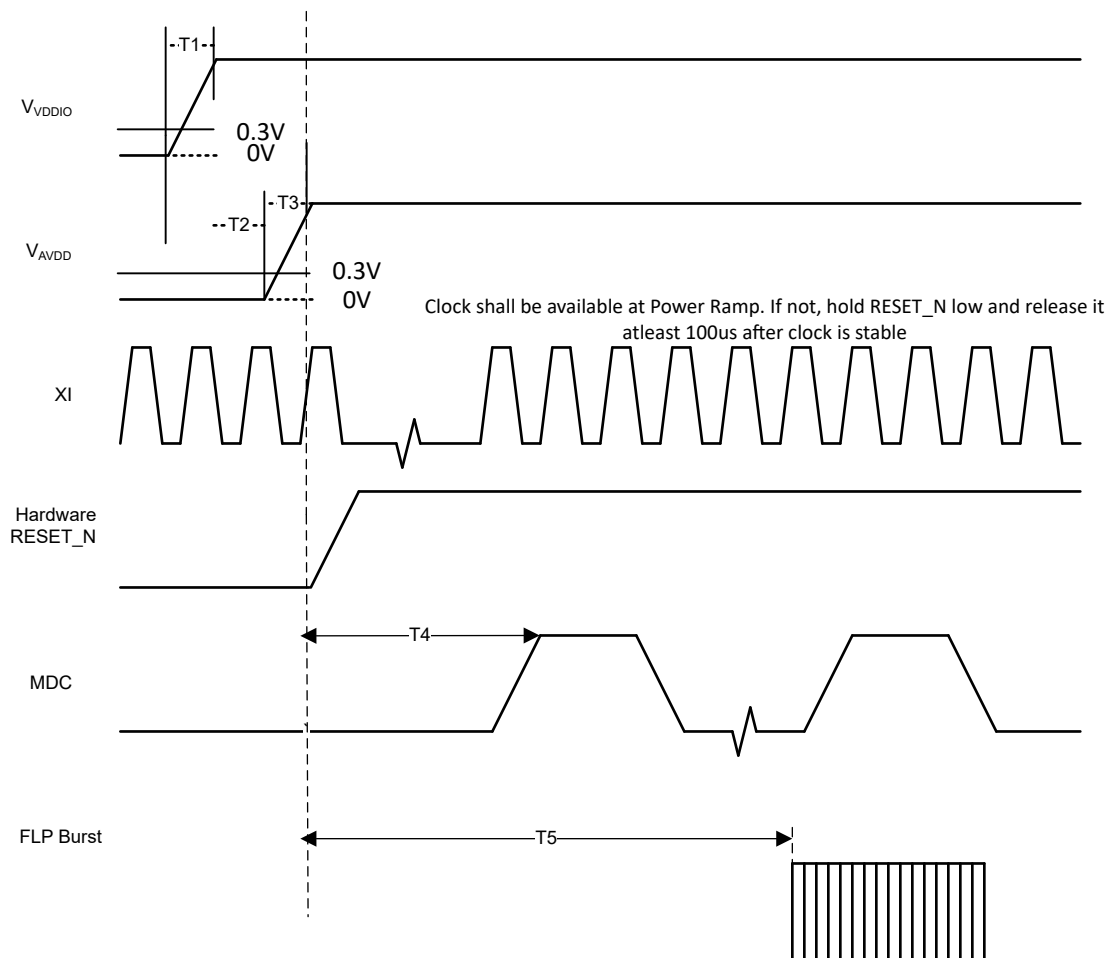 T1
VVDDIO
0.3V
0V
T3
T2
VAVDD
0.3V
0V
Clock shall be available at Power Ramp. If not, hold RESET_N low and release it
atleast 100us after clock is stable
XI
Hardware
RESET_N
T4
MDC
FLP Burst
T5